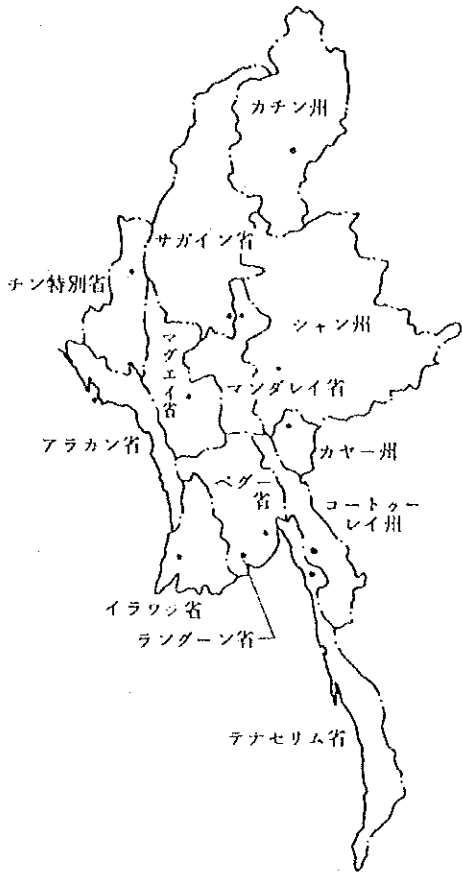 カチン州
サガイン省
チン特別省
シャン州
マグエイ省
マンダレイ省
アラカン省
カヤー州
ペグー
省
コートゥー
レイ州
イラワジ省
ラングーン省
テナセリム省